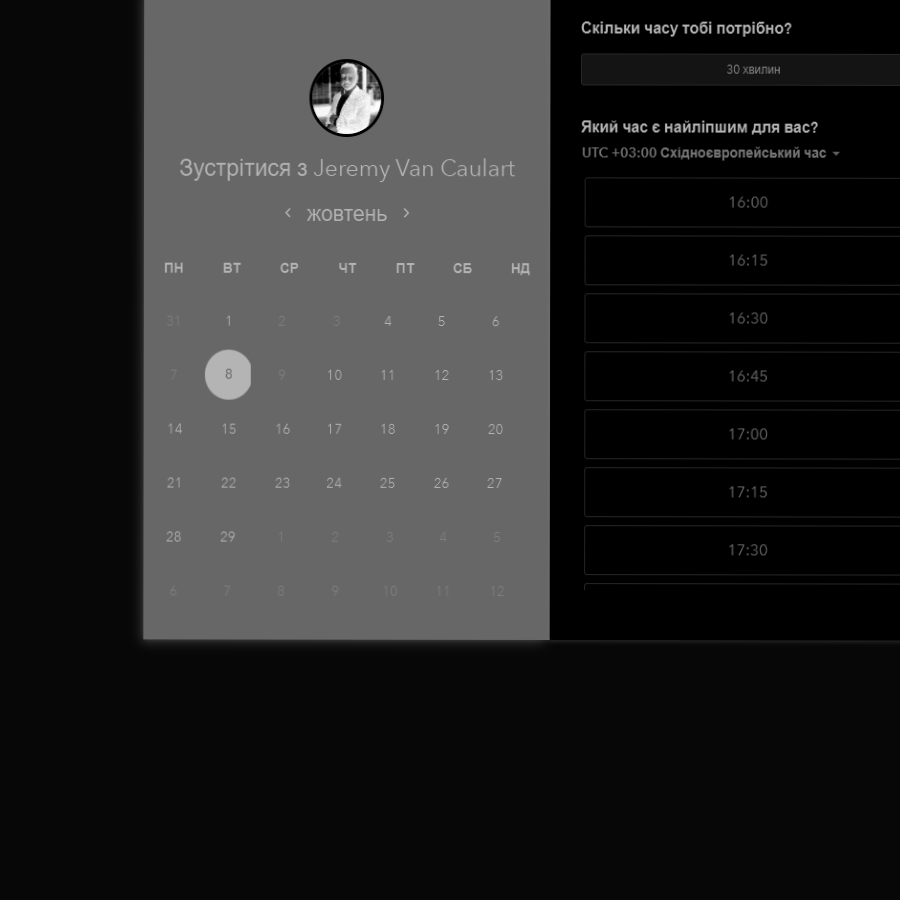 Зустрітися з Jeremy Van Caulart
жовтень
ПН ВТ СР ЧТ ПТ СБ НД
31 1 2 3 4 5 6
7 8 9 10 11 12 13
14 15 16 17 18 19 20
21 22 23 24 25 26 27
28 29 1 2 3 4 5
6 7 8 9 10 11 12
Скільки часу тобі потрібно?
30 хвилин
Який час є найліпшим для вас?
UTC +03:00 Східноєвропейський час
16:00
16:15
16:30
16:45
17:00
17:15
17:30